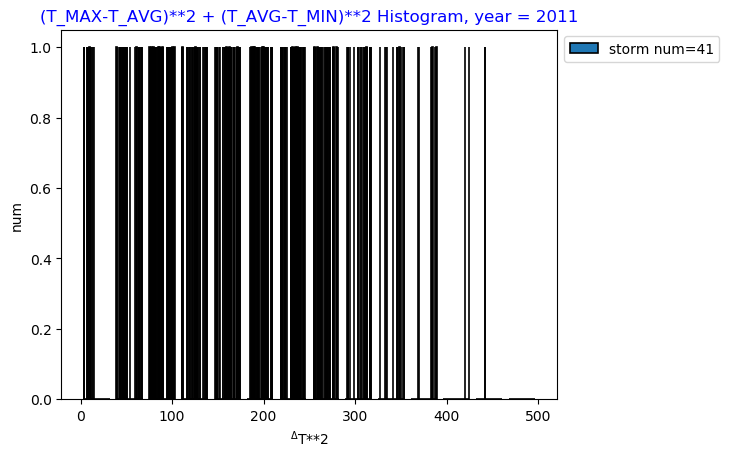 (T_MAX-T_AVG)**2 + (T_AVG-T_MIN)**2 Histogram, year = 2011
storm num=41
1.0
0.8
0.6
0.4
0.2
0.0
num
0 100 200 300 400 500
ΔT**2